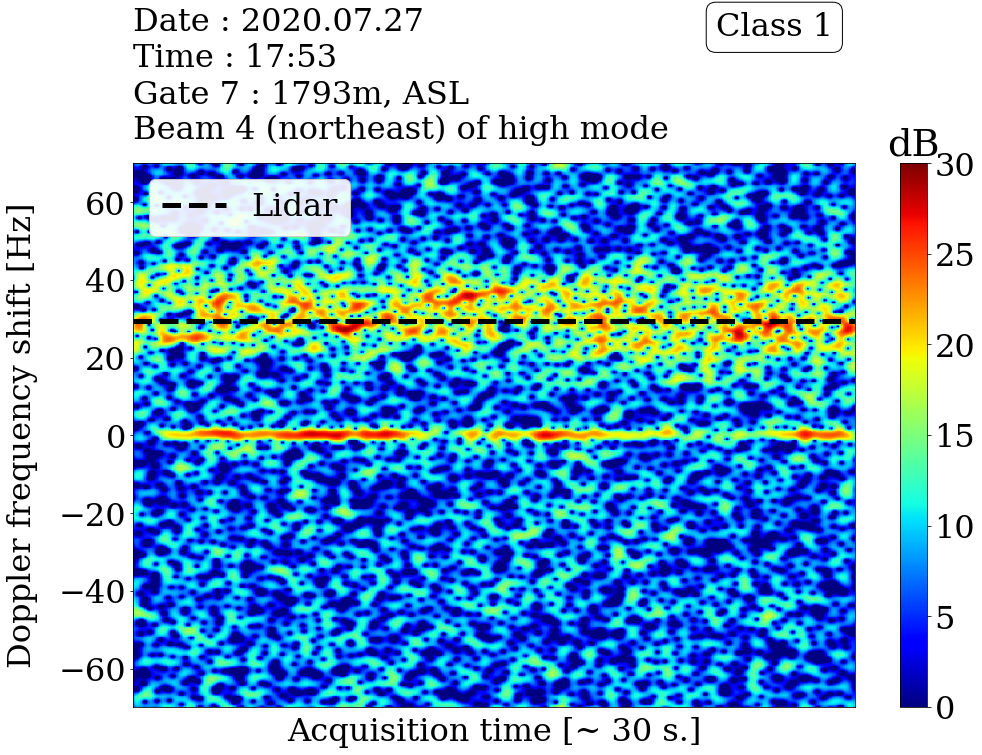 Date : 2020.07.27
Time : 17:53
Gate 7 : 1793m, ASL
Beam 4 (northeast) of high mode
Class 1
dB
Lidar
Doppler frequency shift [Hz]
60
40
20
0
−20
−40
−60
30
25
20
15
10
5
0
Acquisition time [~ 30 s.]